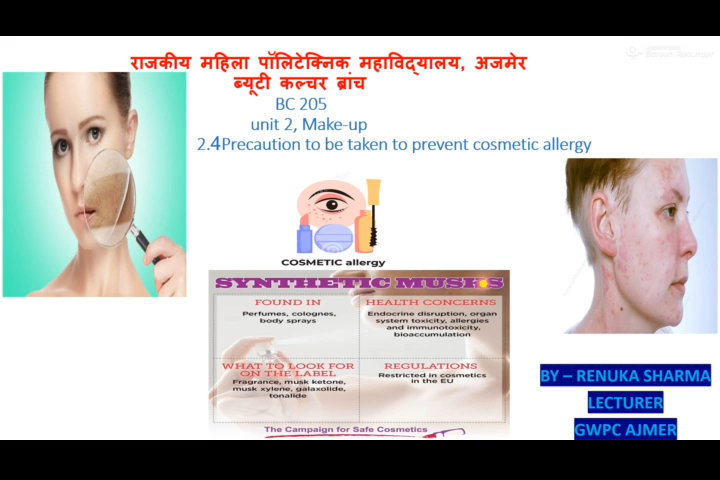 राजकीय महिला पॉलिटेक्निक महाविद्यालय, अजमेर
ब्यूटी कल्चर ब्रांच
BC 205
unit 2, Make-up
2.4Precaution to be taken to prevent cosmetic allergy
COSMETIC allergy
SYNTHETIC MUSKS
FOUND IN
Perfumes, colognes,
body sprays
HEALTH CONCERNS
Endocrine disruption, organ
system toxicity, allergies
and immunotoxicity,
bioaccumulation
WHAT TO LOOK FOR
ON THE LABEL
Fragrance, musk ketone,
musk xylene, galaxolide,
tonalide
REGULATIONS
Restricted in cosmetics
in the EU
The Campaign for Safe Cosmetics
BY – RENUKA SHARMA
LECTURER
GWPC AJMER